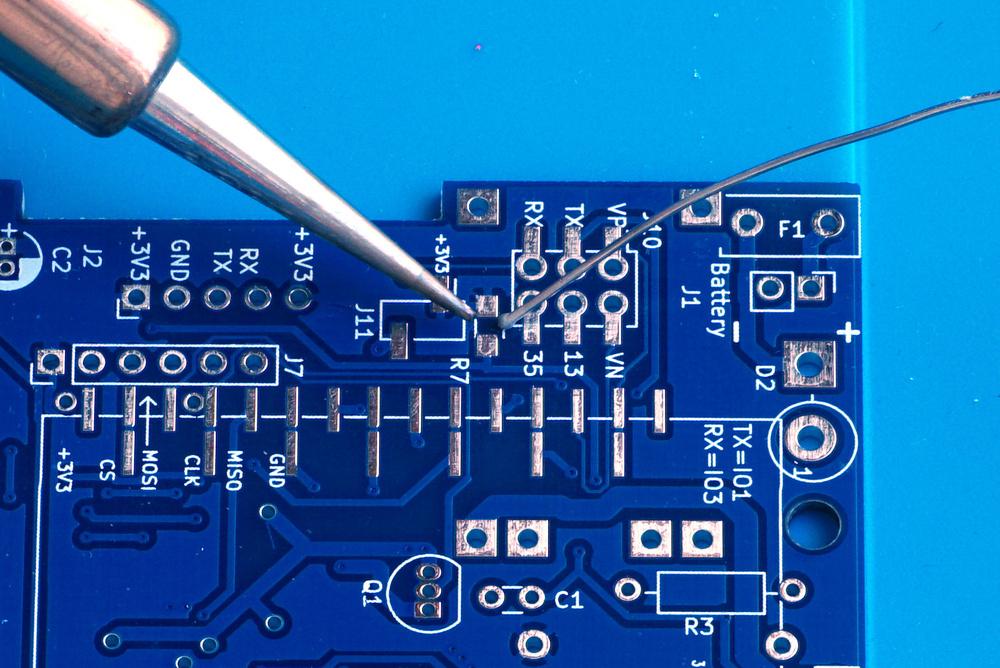 +
C2
J2
+3V3
GND
TX
RX
+3V3
+3V3
J11
RX
TX
J10
F1
J1
Battery
+
35
13
VN
R7
J7
D2
+3V3
CS
MOSI
CLK
MISO
GND
TX=IO1
RX=IO3
Q1
C1
R3